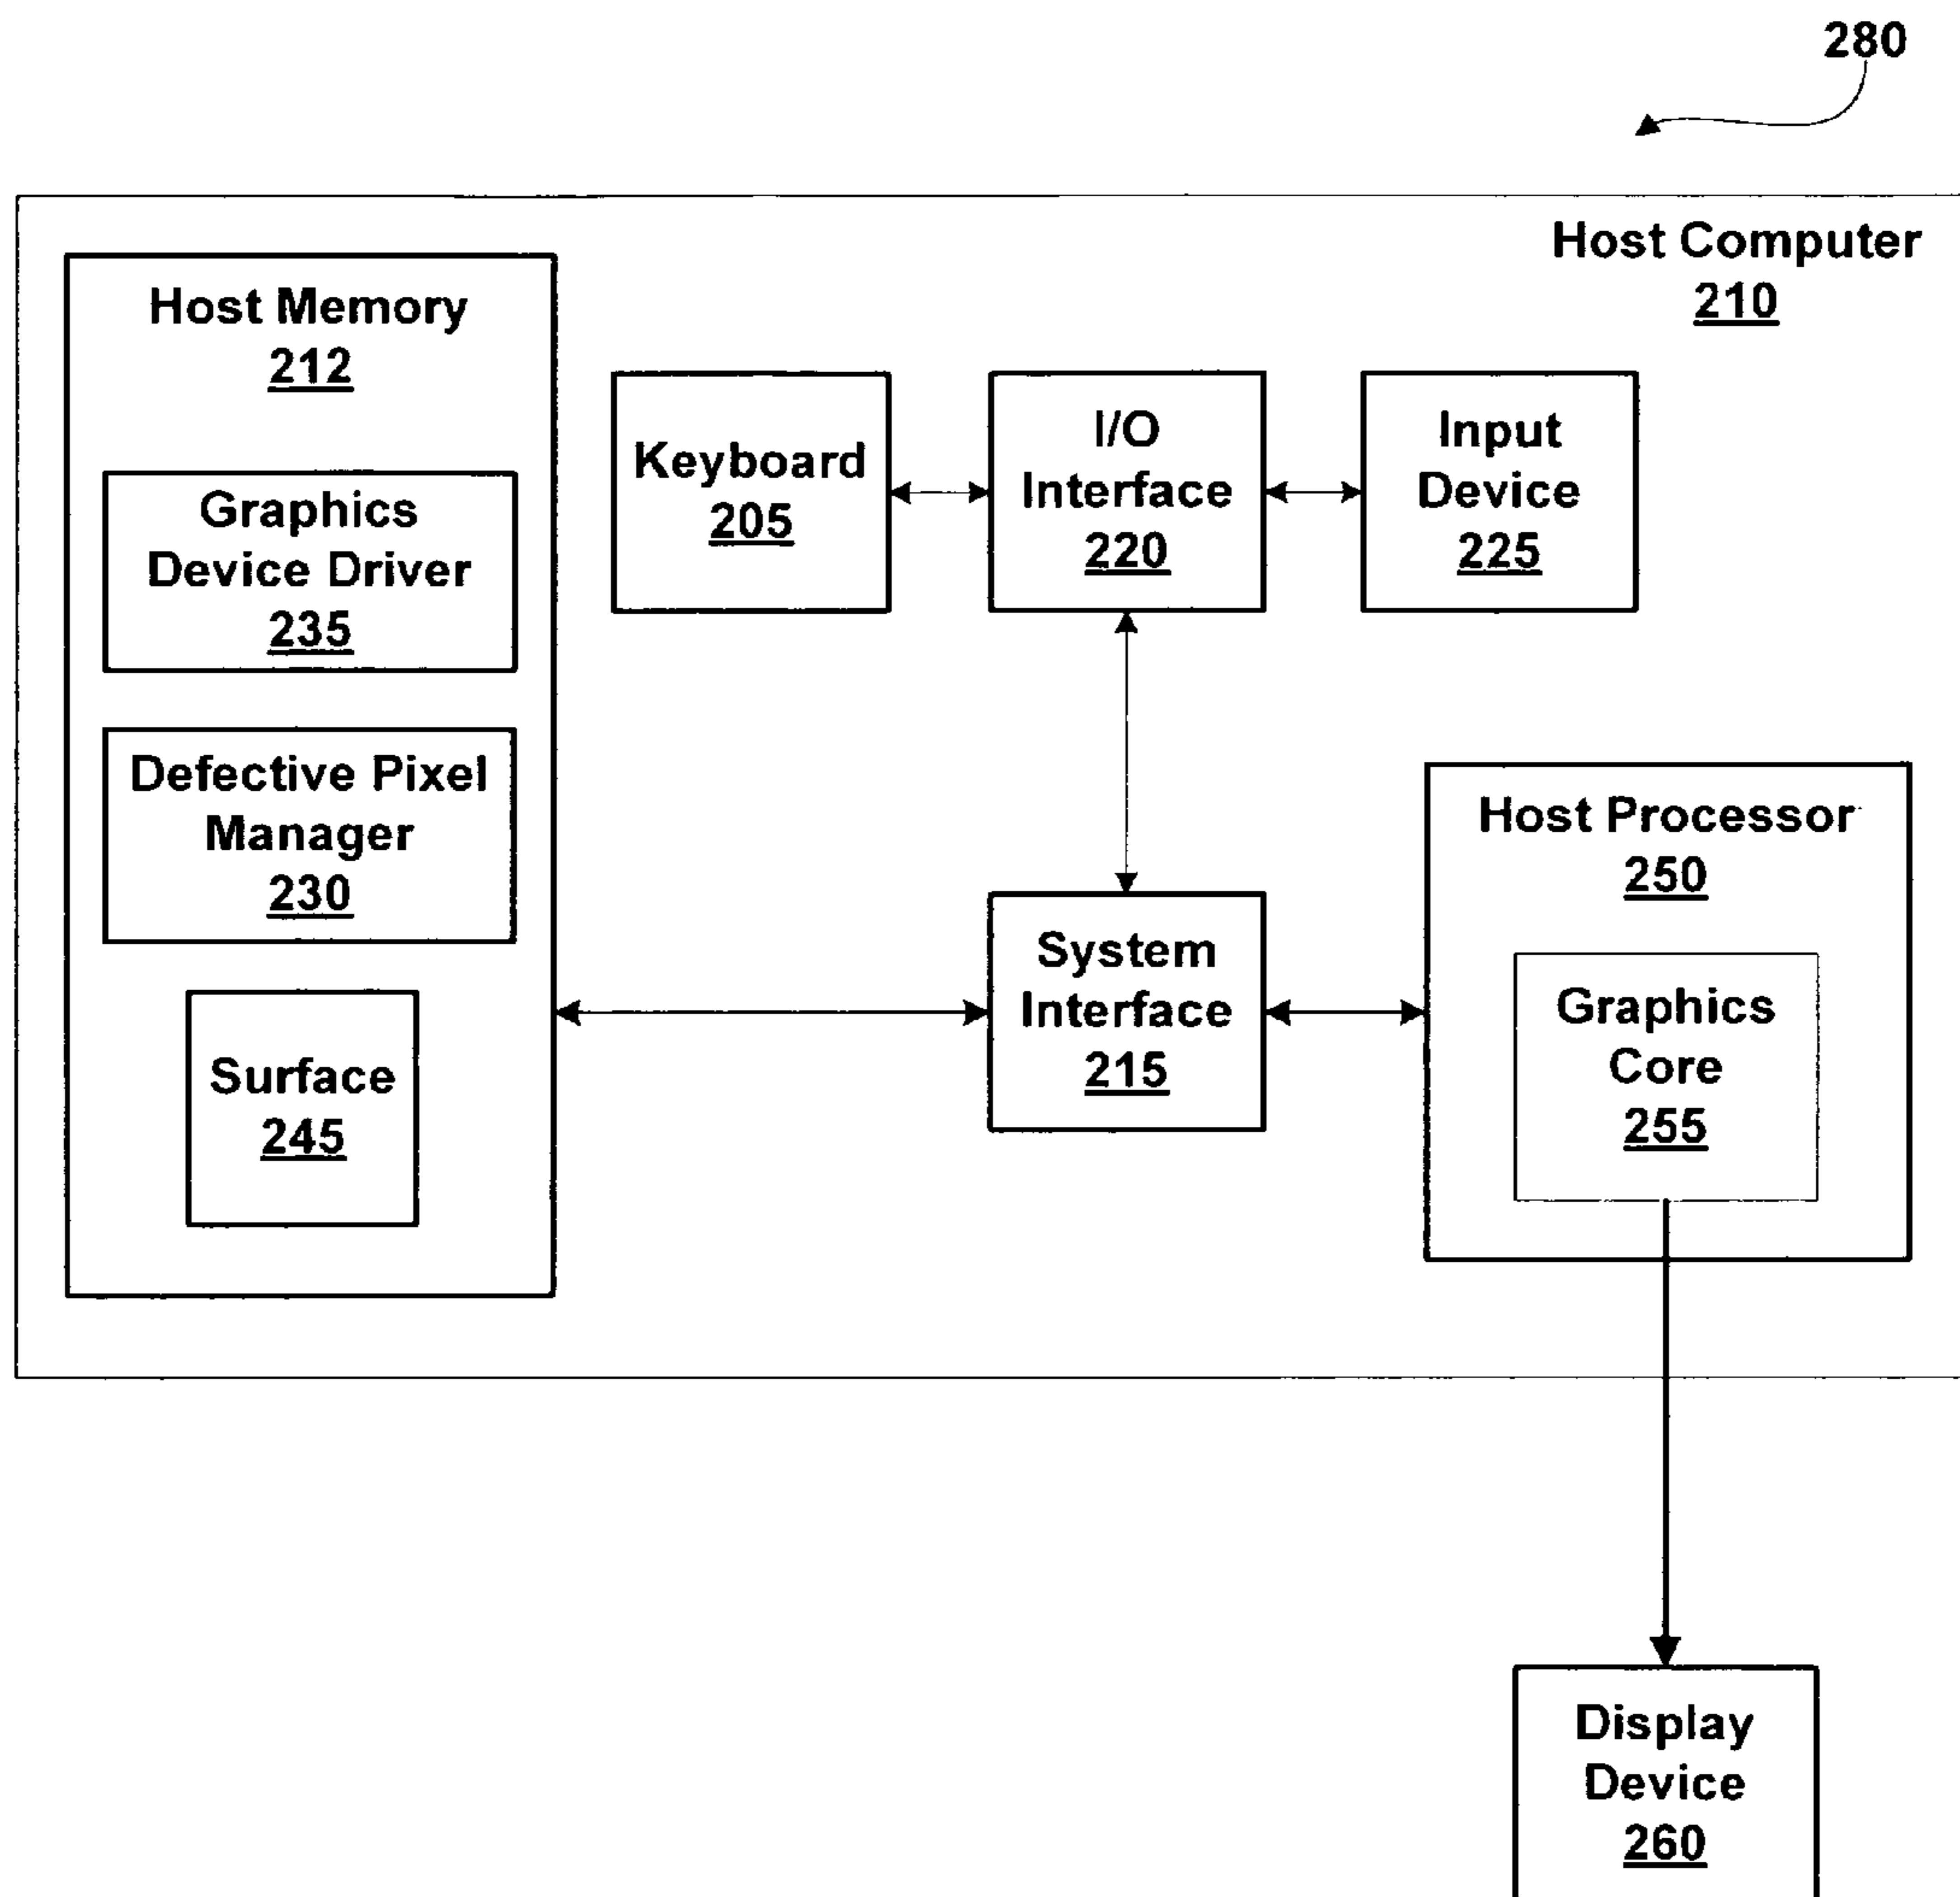 280
Host Computer
210
Host Memory
212
Graphics
Device Driver
235
Defective Pixel
Manager
230
Surface
245
Keyboard
205
I/O
Interface
220
Input
Device
225
System
Interface
215
Host Processor
250
Graphics
Core
255
Display
Device
260